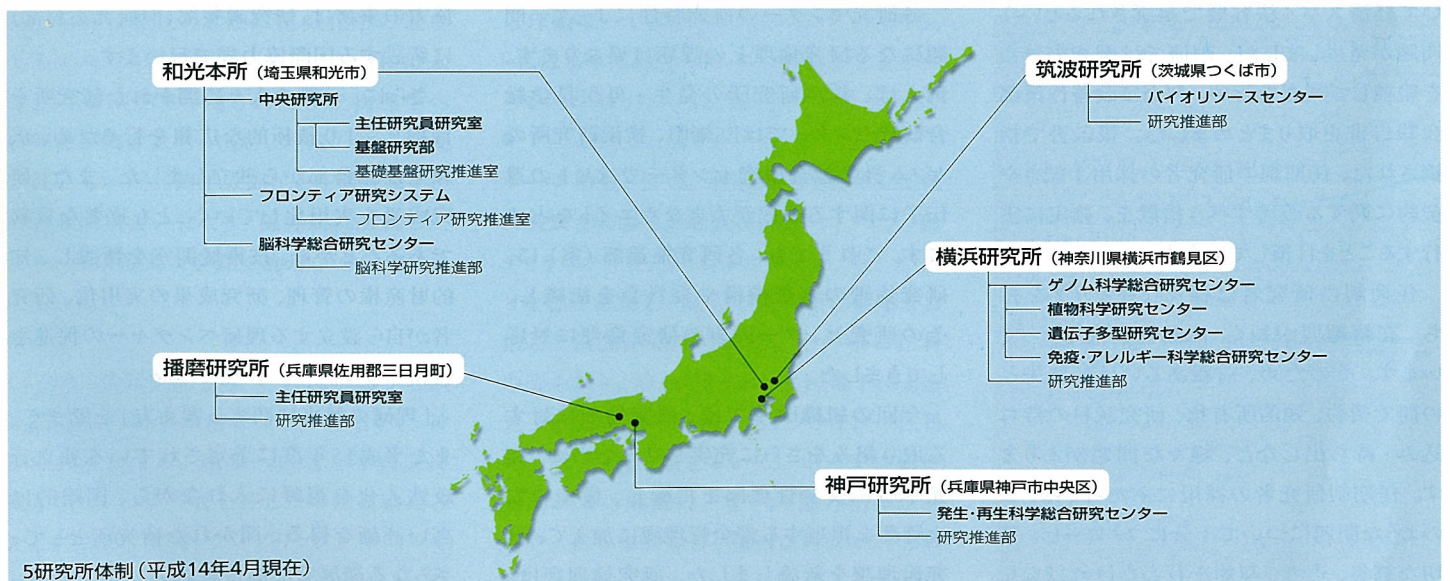 和光本所(埼玉県和光市)
中央研究所
主任研究員研究室
基盤研究部
基礎基盤研究推進室
フロンティア研究システム
フロンティア研究推進室
脳科学総合研究センター
脳科学研究推進部
筑波研究所(茨城県つくば市)
バイオリソースセンター
研究推進部
横浜研究所(神奈川県横浜市鶴見区)
ゲノム科学総合研究センター
植物科学研究センター
遺伝子多型研究センター
免疫・アレルギー科学総合研究センター
研究推進部
播磨研究所(兵庫県佐用郡三日月町)
主任研究員研究室
研究推進部
神戸研究所(兵庫県神戸市中央区)
発生・再生科学総合研究センター
研究推進部
5研究所体制(平成14年4月現在)